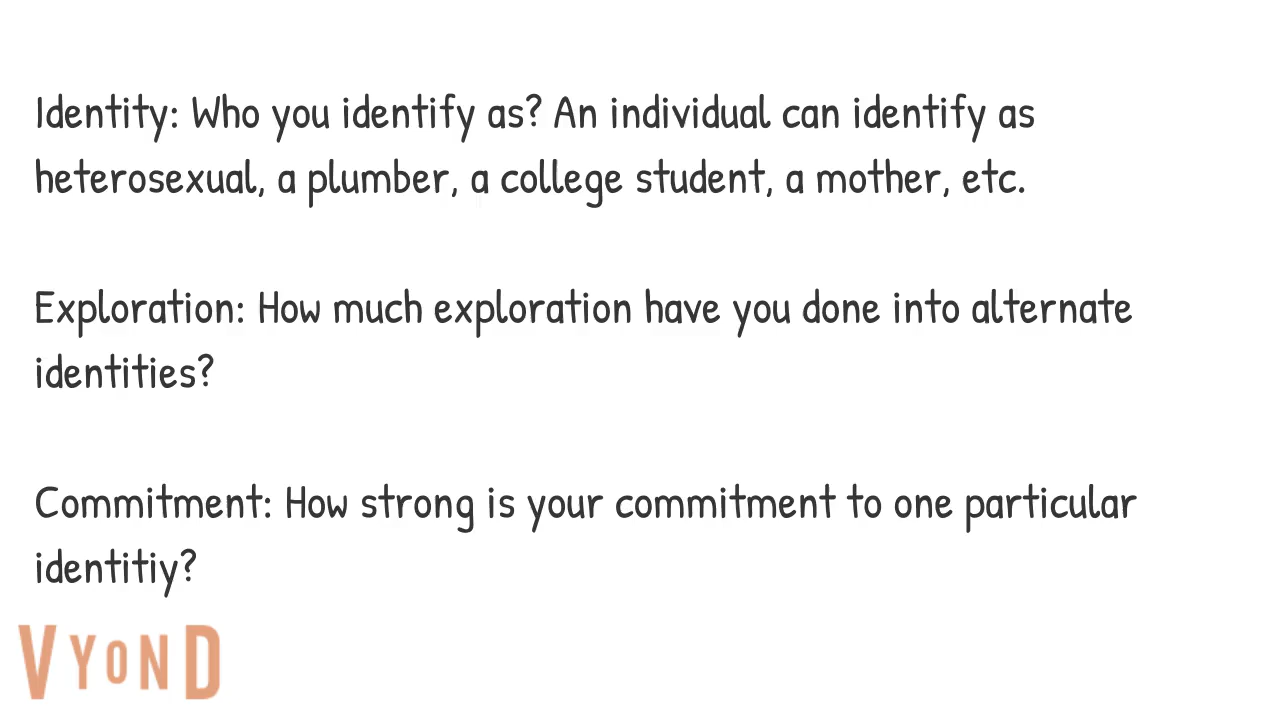 Identity: Who you identify as? An individual can identify as
heterosexual, a plumber, a college student, a mother, etc.
Exploration: How much exploration have you done into alternate
identities?
Commitment: How strong is your commitment to one particular
identitiy?
VYOND